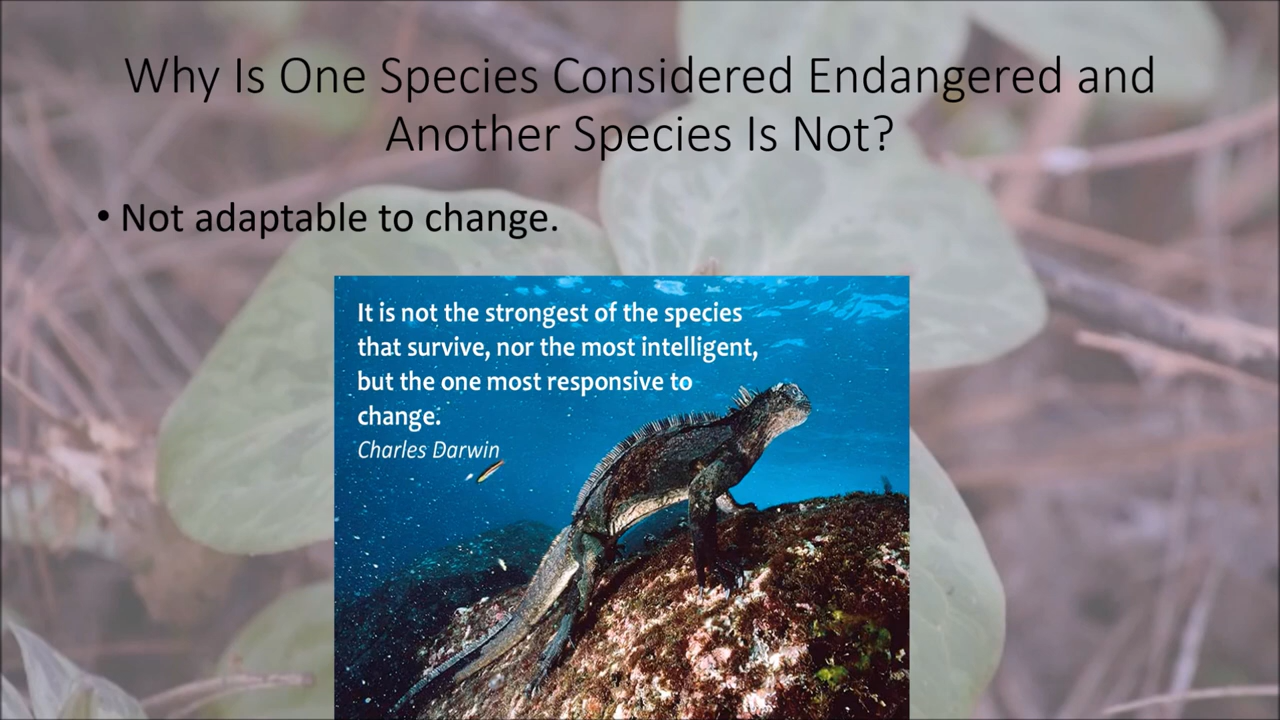 Why Is One Species Considered Endangered and
Another Species Is Not?
• Not adaptable to change.
It is not the strongest of the species
that survive, nor the most intelligent,
but the one most responsive to
change.
Charles Darwin